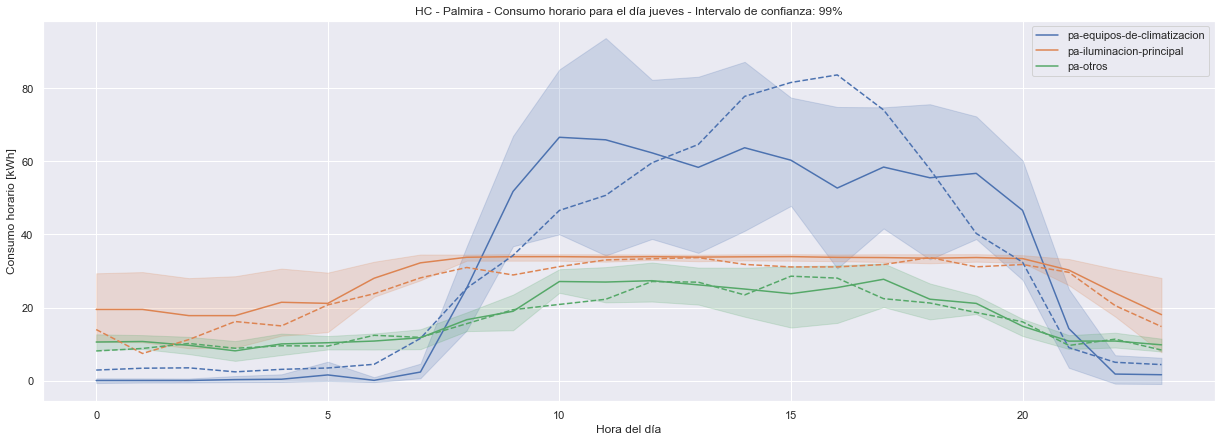 HC - Palmira - Consumo horario para el día jueves - Intervalo de confianza: 99%
pa-equipos-de-climatizacion
pa-iluminacion-principal
pa-otros
Consumo horario [kWh]
80
60
40
20
0
0 5 10 15 20
Hora del día